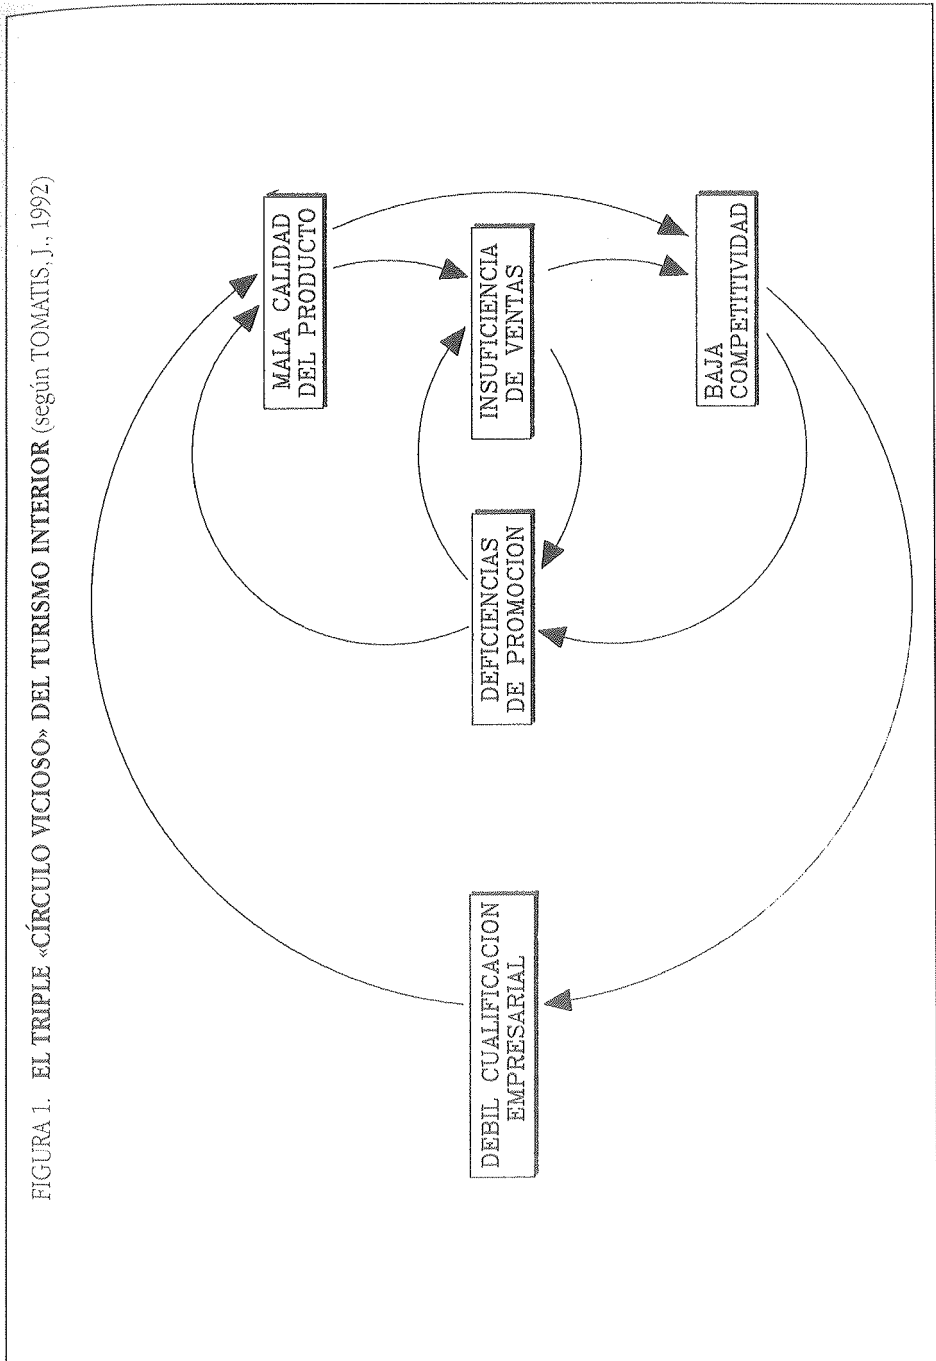 FIGURA 1. EL TRIPLE «CÍRCULO VICIOSO» DEL TURISMO INTERIOR (según TOMATIS, J., 1992)
MALA CALIDAD
DEL PRODUCTO
DEBIL CUALIFICACION
EMPRESARIAL
DEFICIENCIAS
DE PROMOCION
INSUFICIENCIA
DE VENTAS
BAJA
COMPETITIVIDAD